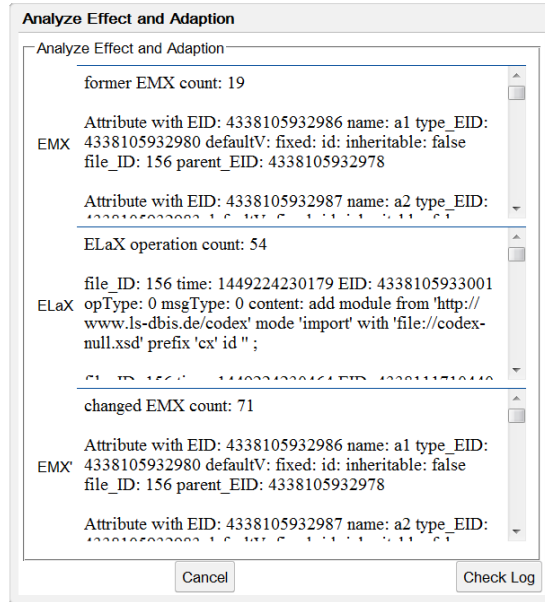 Analyze Effect and Adaption
Analyze Effect and Adaption
former EMX count: 19
Attribute with EID: 4338105932986 name: a1 type_EID:
EMX
4338105932980 defaultV: fixed: id: inheritable: false
file_ID: 156 parent_EID: 4338105932978
Attribute with EID: 4338105932987 name: a2 type_EID:
ELaX operation count: 54
file_ID: 156 time: 1449224230179 EID: 4338105933001
ELaX
opType: 0 msgType: 0 content: add module from 'http://
www.ls-dbis.de/codex' mode 'import' with 'file://codex-
null.xsd' prefix 'cx' id '' ;
changed EMX count: 71
Attribute with EID: 4338105932986 name: a1 type_EID:
EMX'
4338105932980 defaultV: fixed: id: inheritable: false
file_ID: 156 parent_EID: 4338105932978
Attribute with EID: 4338105932987 name: a2 type_EID:
Cancel
Check Log